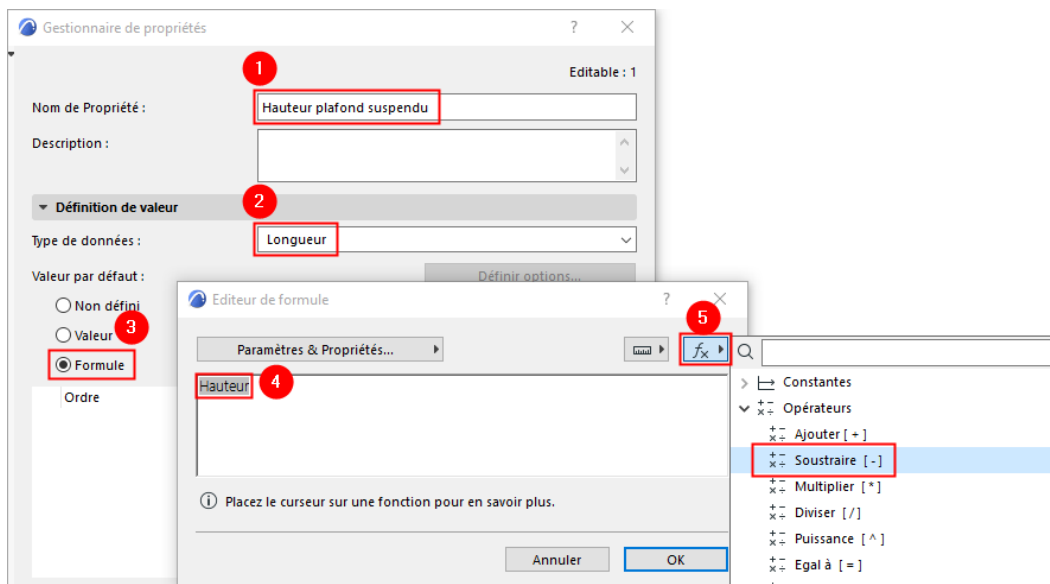 Gestionnaire de propriétés ?
1
Editable : 1
Nom de Propriété : Hauteur plafond suspendu
Description :
Définition de valeur 2
Type de données : Longueur
Valeur par défaut : Définir options...
Non défini
Valeur 3
Formule
Ordre
Editeur de formule ?
5
Paramètres & Propriétés... fx
Hauteur 4
Placez le curseur sur une fonction pour en savoir plus.
Annuler OK
Constantes
Opérateurs
Ajouter [ + ]
Soustraire [ - ]
Multiplier [ * ]
Diviser [ / ]
Puissance [ ^ ]
Egal à [ = ]